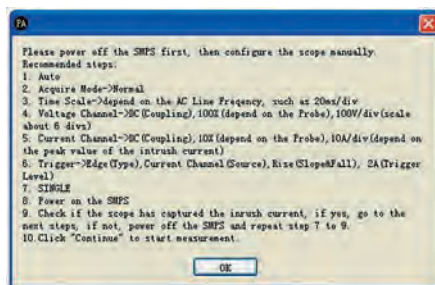 PA
Please power off the SMPS first, then configure the scope manually.
Recommended steps:
1. Auto
2. Acquire Mode->Normal
3. Time Scale->depend on the AC Line Freqency, such as 20ms/div
4. Voltage Channel->DC(Coupling),100X(depend on the Probe),100V/div(scale
about 6 divs)
5. Current Channel->DC(Coupling),10X(depend on the Probe),10A/div(depend on
the peak value of the intrush current)
6. Trigger->Edge(Type),Current Channel(Source),Rise(Slope&Fall), 2A(Trigger
Level)
7. SINGLE
8. Power on the SMPS
9. Check if the scope has captured the inrush current, if yes, go to the
next steps, if not, power off the SMPS and repeat step 7 to 9.
10.Click "Continue" to start measurement.
OK